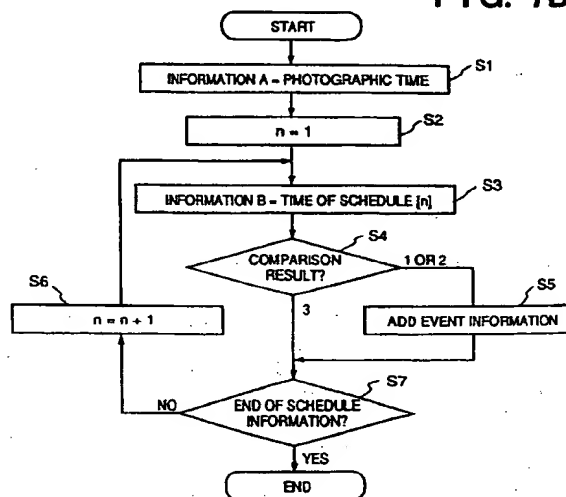 FIG. 7B
START
INFORMATION A = PHOTOGRAPHIC TIME
S1
n = 1
S2
INFORMATION B = TIME OF SCHEDULE [n]
S3
COMPARISON
RESULT?
S4
1 OR 2
3
ADD EVENT INFORMATION
S5
n = n + 1
S6
END OF SCHEDULE
INFORMATION?
S7
NO
YES
END